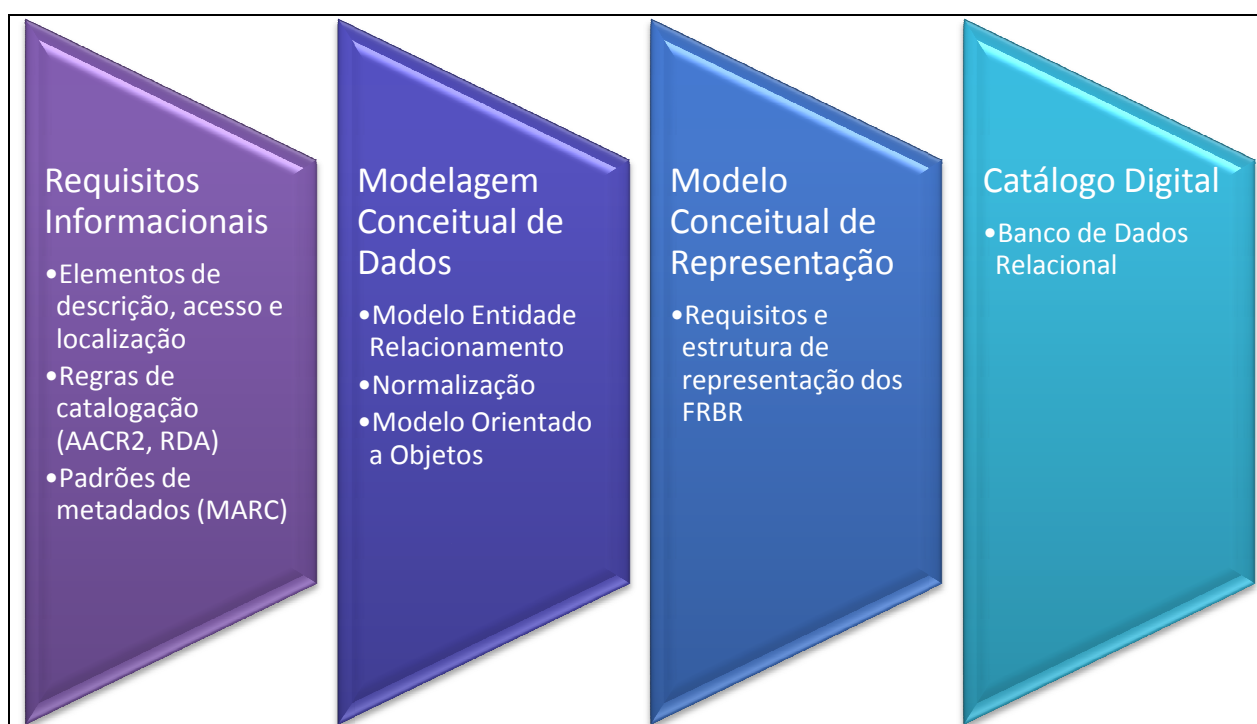 Requisitos
Informacionais
•Elementos de
descrição, acesso e
localização
•Regras de
catalogação
(AACR2, RDA)
•Padrões de
metadados (MARC)
Modelagem
Conceitual de
Dados
•Modelo Entidade
Relacionamento
•Normalização
•Modelo Orientado
a Objetos
Modelo
Conceitual de
Representação
•Requisitos e
estrutura de
representação dos
FRBR
Catálogo Digital
•Banco de Dados
Relacional